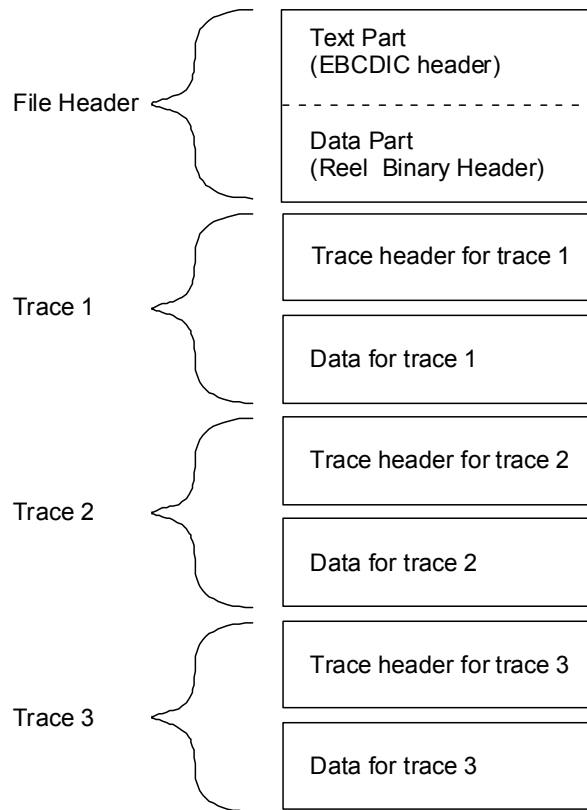 File Header
Text Part
(EBCDIC header)
Data Part
(Reel Binary Header)
Trace 1
Trace header for trace 1
Data for trace 1
Trace 2
Trace header for trace 2
Data for trace 2
Trace 3
Trace header for trace 3
Data for trace 3